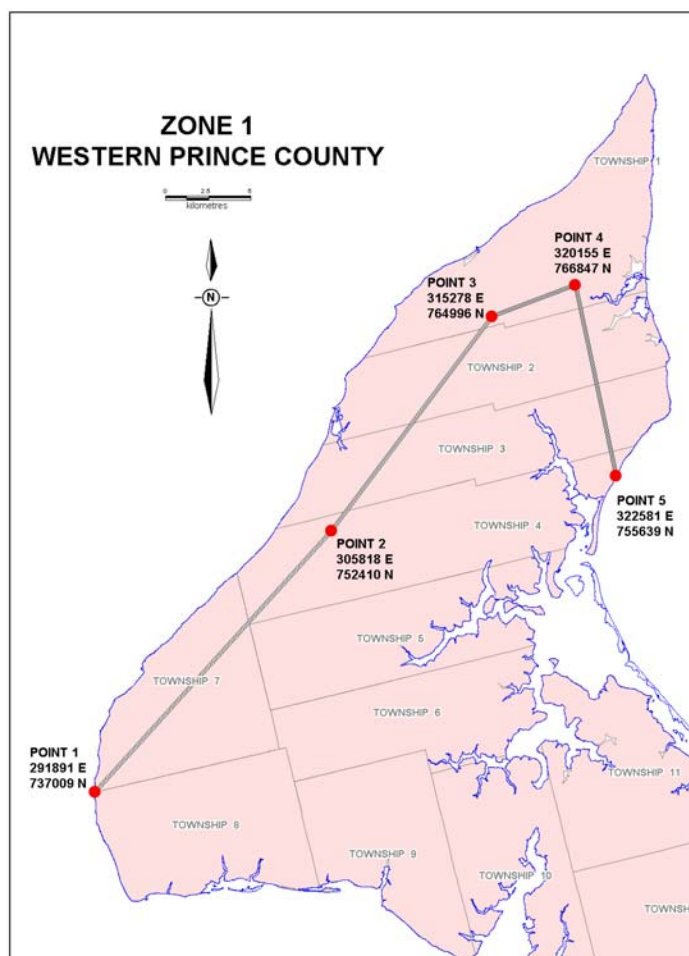 ZONE 1
WESTERN PRINCE COUNTY
0 2.5 5
kilometres
N
TOWNSHIP 1
POINT 4
320155 E
766847 N
POINT 3
315278 E
764996 N
TOWNSHIP 2
TOWNSHIP 3
POINT 5
322581 E
755639 N
TOWNSHIP 4
POINT 2
305818 E
752410 N
TOWNSHIP 5
TOWNSHIP 7
TOWNSHIP 6
POINT 1
291891 E
737009 N
TOWNSHIP 11
TOWNSHIP 8
TOWNSHIP 9
TOWNSHIP 10
TOWNSH